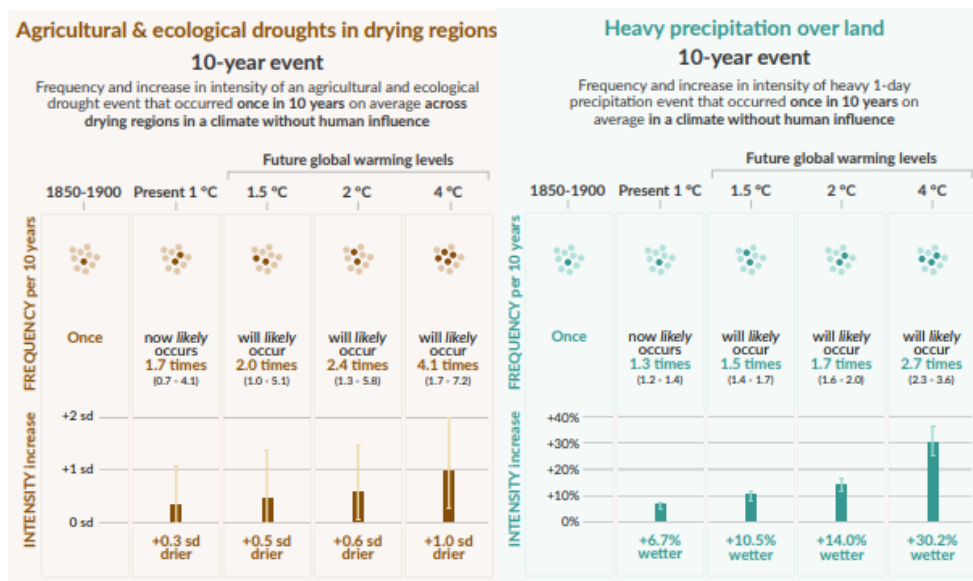 Agricultural & ecological droughts in drying regions
10-year event
Frequency and increase in intensity of an agricultural and ecological
drought event that occurred once in 10 years on average across
drying regions in a climate without human influence
Future global warming levels
1850-1900 Present 1 °C 1.5 °C 2 °C 4 °C
FREQUENCY per 10 years
Once
now likely occurs 1.7 times (0.7 - 4.1)
will likely occur 2.0 times (1.0 - 5.1)
will likely occur 2.4 times (1.3 - 5.8)
will likely occur 4.1 times (1.7 - 7.2)
INTENSITY increase
+2 sd
+1 sd
0 sd
+0.3 sd drier
+0.5 sd drier
+0.6 sd drier
+1.0 sd drier
Heavy precipitation over land
10-year event
Frequency and increase in intensity of heavy 1-day
precipitation event that occurred once in 10 years on
average in a climate without human influence
Future global warming levels
1850-1900 Present 1 °C 1.5 °C 2 °C 4 °C
FREQUENCY per 10 years
Once
now likely occurs 1.3 times (1.2 - 1.4)
will likely occur 1.5 times (1.4 - 1.7)
will likely occur 1.7 times (1.6 - 2.0)
will likely occur 2.7 times (2.3 - 3.6)
INTENSITY increase
+40%
+30%
+20%
+10%
0%
+6.7% wetter
+10.5% wetter
+14.0% wetter
+30.2% wetter